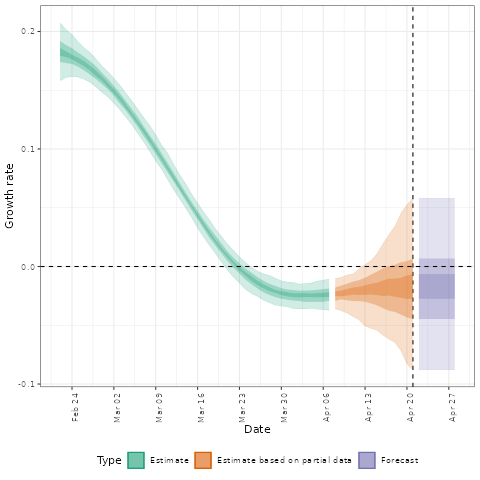 0.2
0.1
0.0
-0.1
Growth rate
Feb 24
Mar 02
Mar 09
Mar 16
Mar 23
Mar 30
Apr 06
Apr 13
Apr 20
Apr 27
Date
Type Estimate Estimate based on partial data Forecast